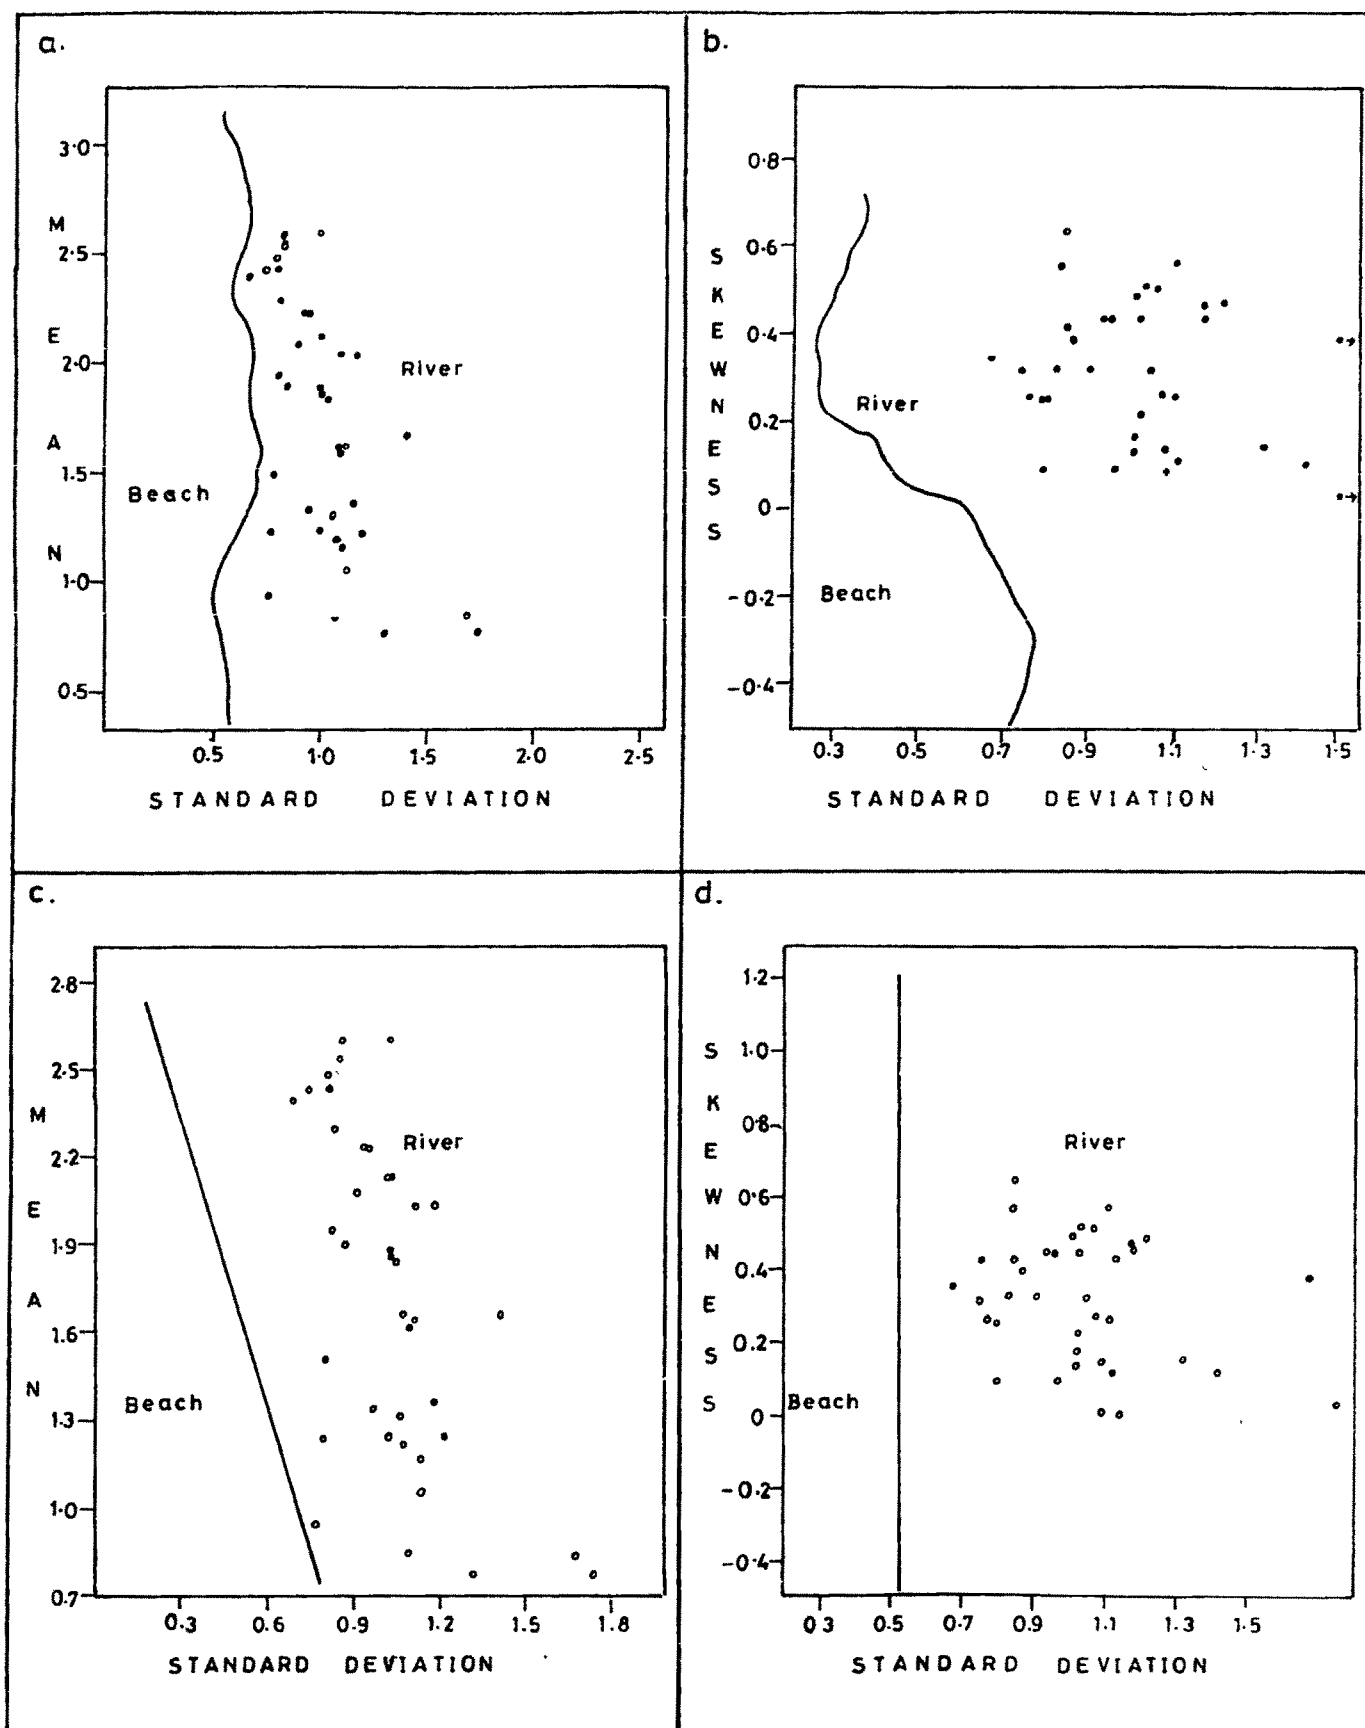 a.
3·0
2·5
2·0
1·5
1·0
0·5
M E A N
River
Beach
0.5 1·0 1·5 2·0 2·5
STANDARD DEVIATION
b.
0·8
0·6
0·4
0·2
0
-0·2
-0·4
S K E W N E S S
River
Beach
0.3 0.5 0.7 0.9 1.1 1·3 1·5
STANDARD DEVIATION
c.
2·8
2·5
2·2
1·9
1·6
1·3
1·0
0·7
M E A N
River
Beach
0·3 0·6 0·9 1.2 1.5 1·8
STANDARD DEVIATION
d.
1·2
1·0
0·8
0·6
0·4
0·2
0
-0·2
-0·4
S K E W N E S S
River
Beach
0·3 0·5 0·7 0·9 1·1 1·3 1·5
STANDARD DEVIATION